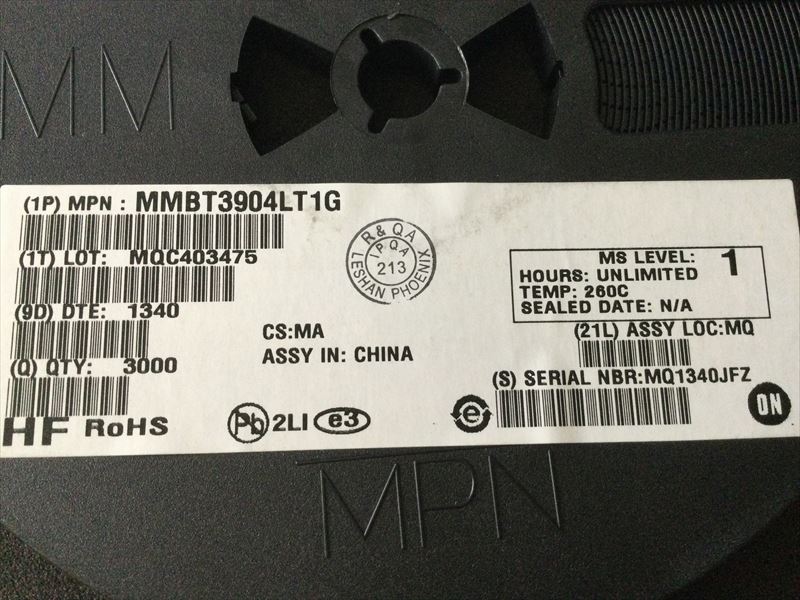 MM
(1P) MPN : MMBT3904LT1G
(1T) LOT: MQC403475
(9D) DTE: 1340
(Q) QTY: 3000
HF RoHS
R & QA
IPQA
213
LESHAN PHOENIX
CS:MA
ASSY IN: CHINA
Pb 2LI e3
MS LEVEL: 1
HOURS: UNLIMITED
TEMP: 260C
SEALED DATE: N/A
(21L) ASSY LOC:MQ
(S) SERIAL NBR:MQ1340JFZ
e
ON
MPN